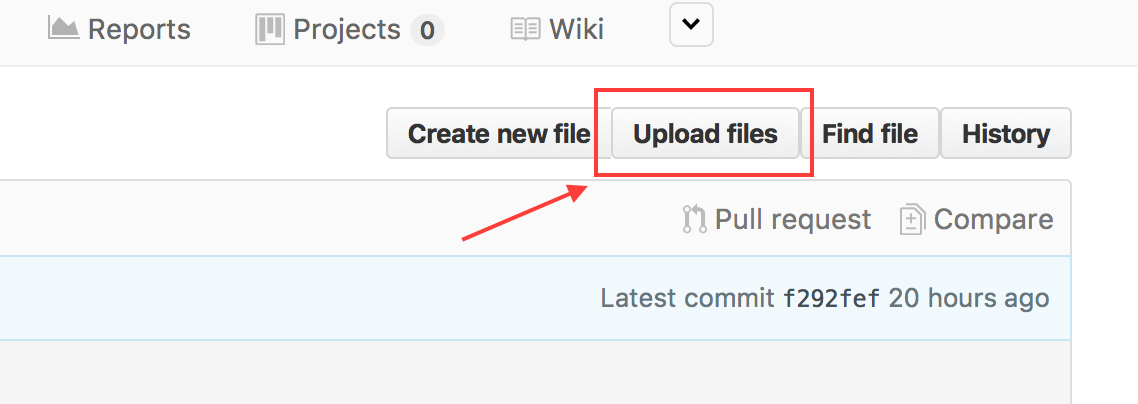 Reports Projects 0 Wiki
Create new file Upload files Find file History
Pull request Compare
Latest commit f292fef 20 hours ago